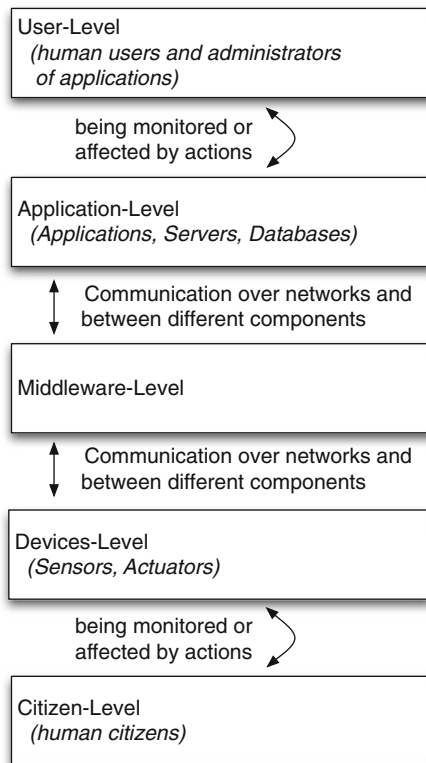 User-Level
(human users and administrators
of applications)
being monitored or
affected by actions
Application-Level
(Applications, Servers, Databases)
Communication over networks and
between different components
Middleware-Level
Communication over networks and
between different components
Devices-Level
(Sensors, Actuators)
being monitored or
affected by actions
Citizen-Level
(human citizens)